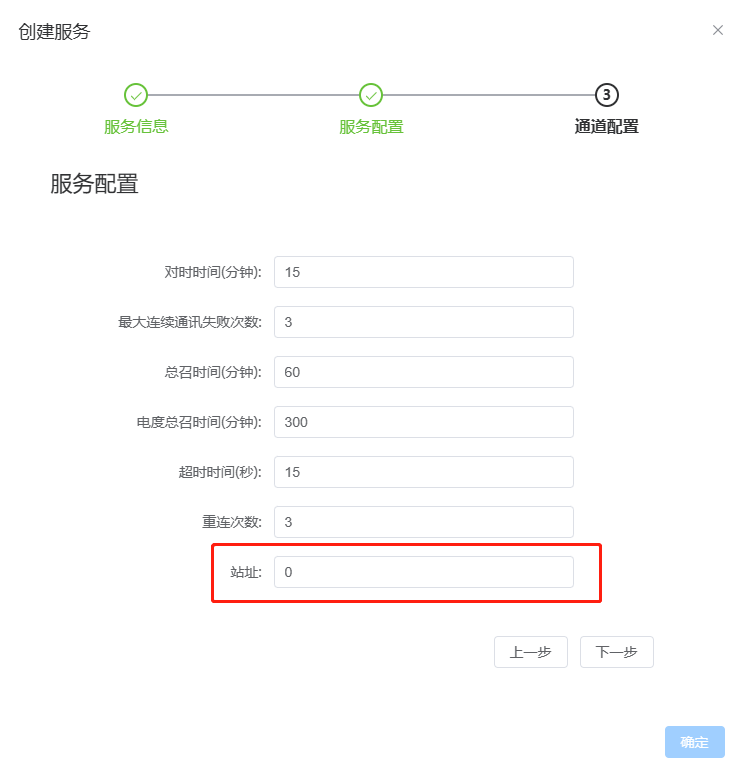 创建服务
3
服务信息
服务配置
通道配置
服务配置
对时时间(分钟): 15
最大连续通讯失败次数: 3
总召时间(分钟): 60
电度总召时间(分钟): 300
超时时间(秒): 15
重连次数: 3
站址: 0
上一步 下一步
确定